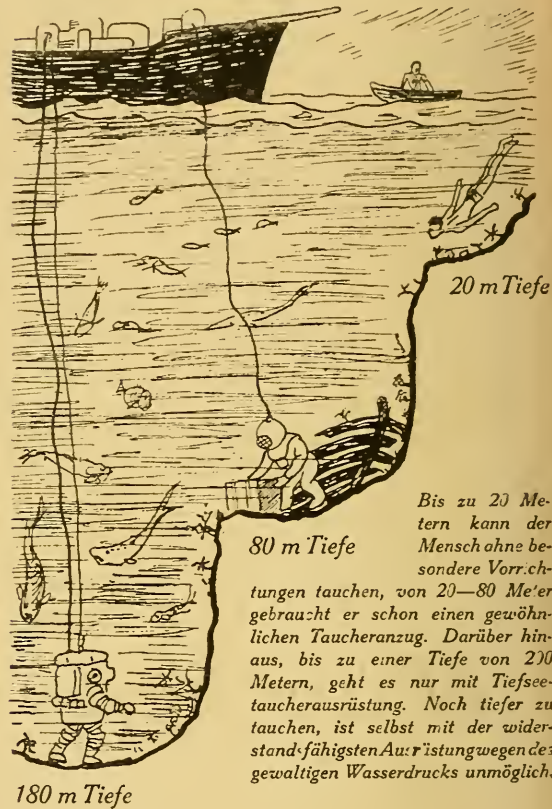 20 m Tiefe
80 m Tiefe
Bis zu 20 Me-
tern kann der
Mensch ohne be-
sondere Vorrich-
tungen tauchen, von 20—80 Meter
gebraucht er schon einen gewöhn-
lichen Taucheranzug. Darüber hin-
aus, bis zu einer Tiefe von 200
Metern, geht es nur mit Tiefsee-
taucherausrüstung. Noch tiefer zu
tauchen, ist selbst mit der wider-
standsfähigsten Ausrüstung wegen des
gewaltigen Wasserdrucks unmöglich.
180 m Tiefe